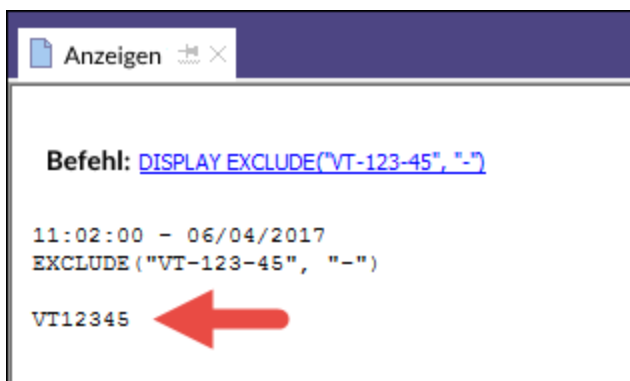 Anzeigen
Befehl: DISPLAY EXCLUDE("VT-123-45", "-")
11:02:00 - 06/04/2017
EXCLUDE("VT-123-45", "-")
VT12345